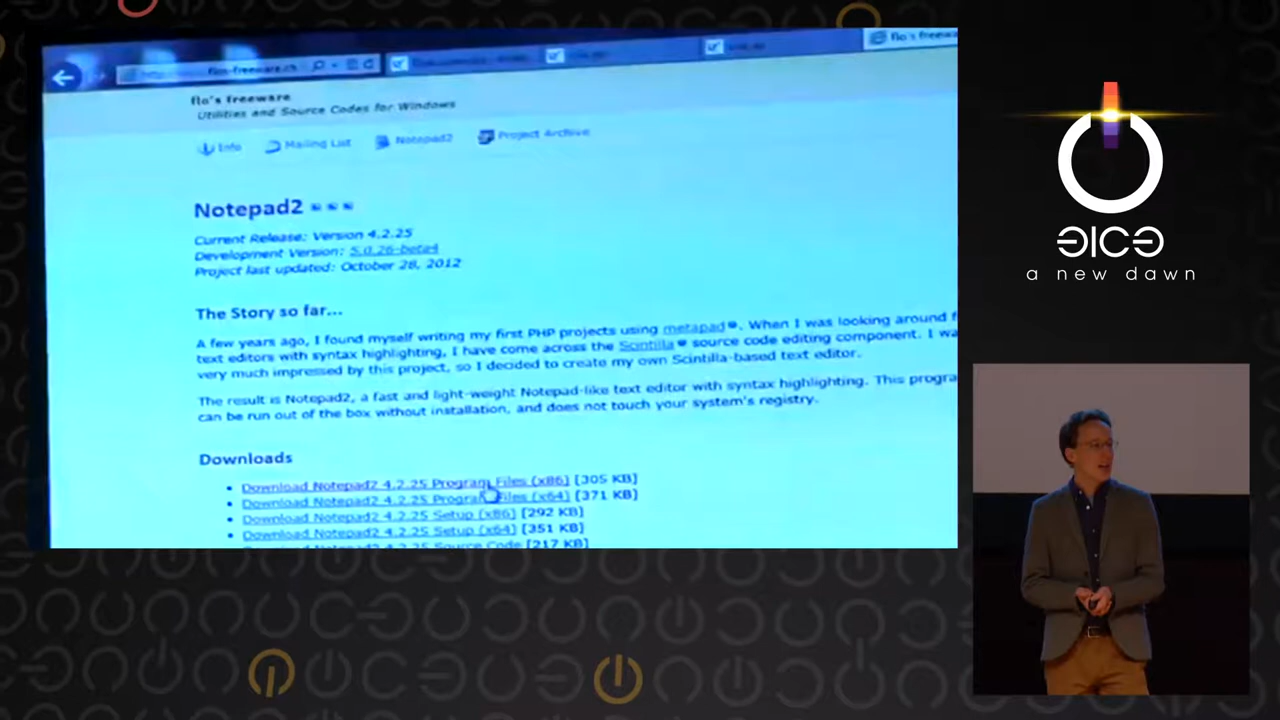 flos-freeware.ch
flo's freewa
flo's freeware
Utilities and Source Codes for Windows
Info Mailing List Notepad2 Project Archive
Notepad2
Current Release: Version 4.2.25
Development Version: 5.0.26-beta4
Project last updated: October 28, 2012
The Story so far...
A few years ago, I found myself writing my first PHP projects using metapad. When I was looking around f
text editors with syntax highlighting, I have come across the Scintilla source code editing component. I wa
very much impressed by this project, so I decided to create my own Scintilla-based text editor.
The result is Notepad2, a fast and light-weight Notepad-like text editor with syntax highlighting. This progra
can be run out of the box without installation, and does not touch your system's registry.
Downloads
Download Notepad2 4.2.25 Program Files (x86) [305 KB]
Download Notepad2 4.2.25 Program Files (x64) [371 KB]
Download Notepad2 4.2.25 Setup (x86) [292 KB]
Download Notepad2 4.2.25 Setup (x64) [351 KB]
Download Notepad2 4.2.25 Source Code [217 KB]
a new dawn